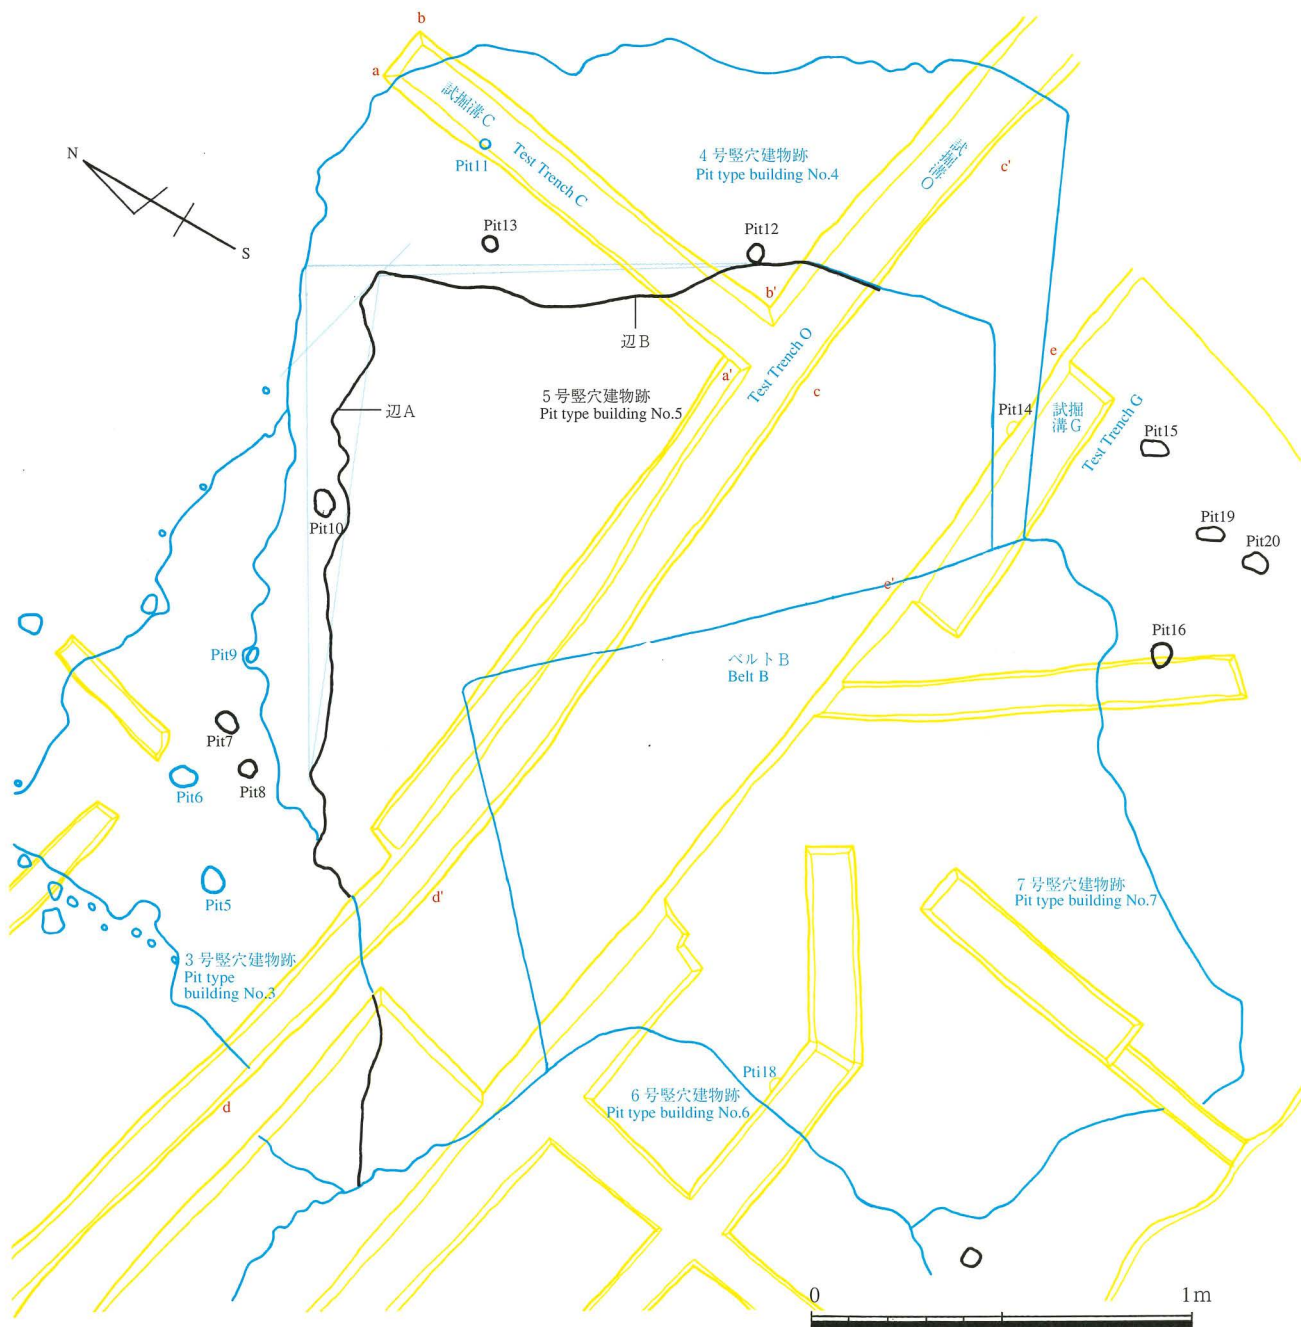 b
a
試掘溝C
Test Trench C
Pit11
4号竪穴建物跡
Pit type building No.4
試掘溝O
c'
N
S
Pit13
Pit12
b'
辺B
a'
Test Trench O
c
e
5号竪穴建物跡
Pit type building No.5
辺A
Pit14
試掘
溝G
Test Trench G
Pit15
Pit10
Pit19
Pit20
e'
Pit9
ベルトB
Belt B
Pit16
Pit7
Pit6
Pit8
Pit5
d'
7号竪穴建物跡
Pit type building No.7
3号竪穴建物跡
Pit type
building No.3
d
Pti18
6号竪穴建物跡
Pit type building No.6
0
1m